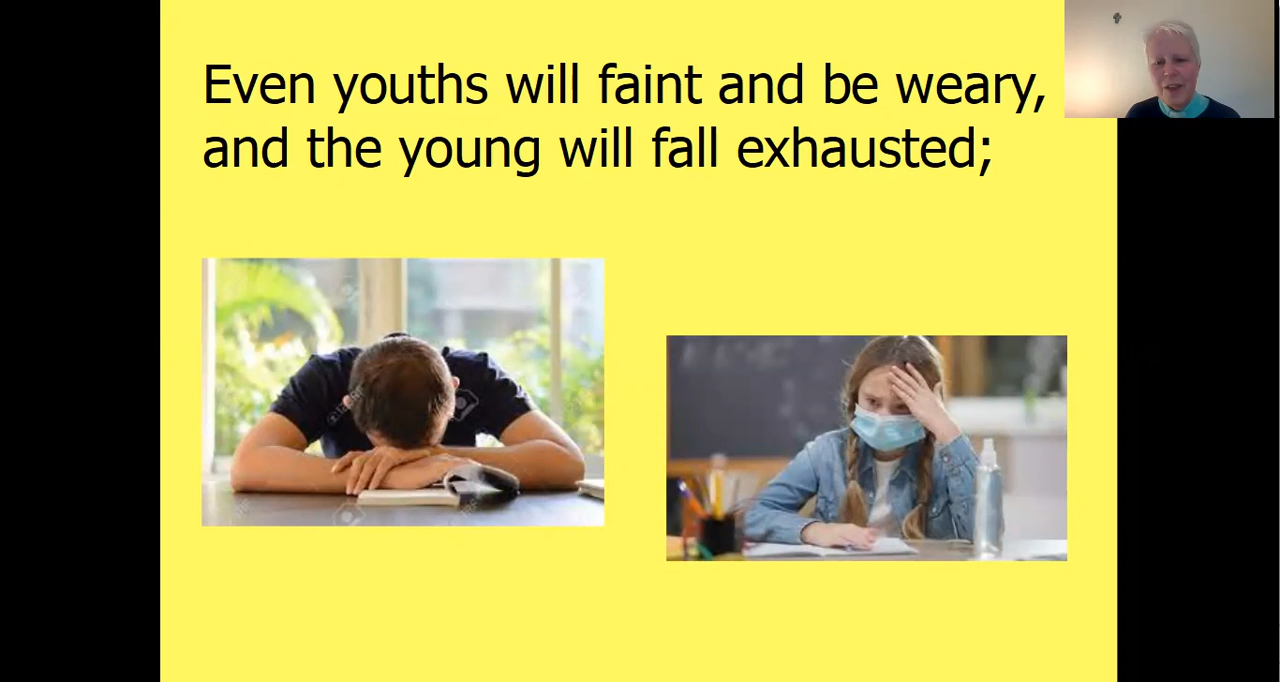 Even youths will faint and be weary,
and the young will fall exhausted;